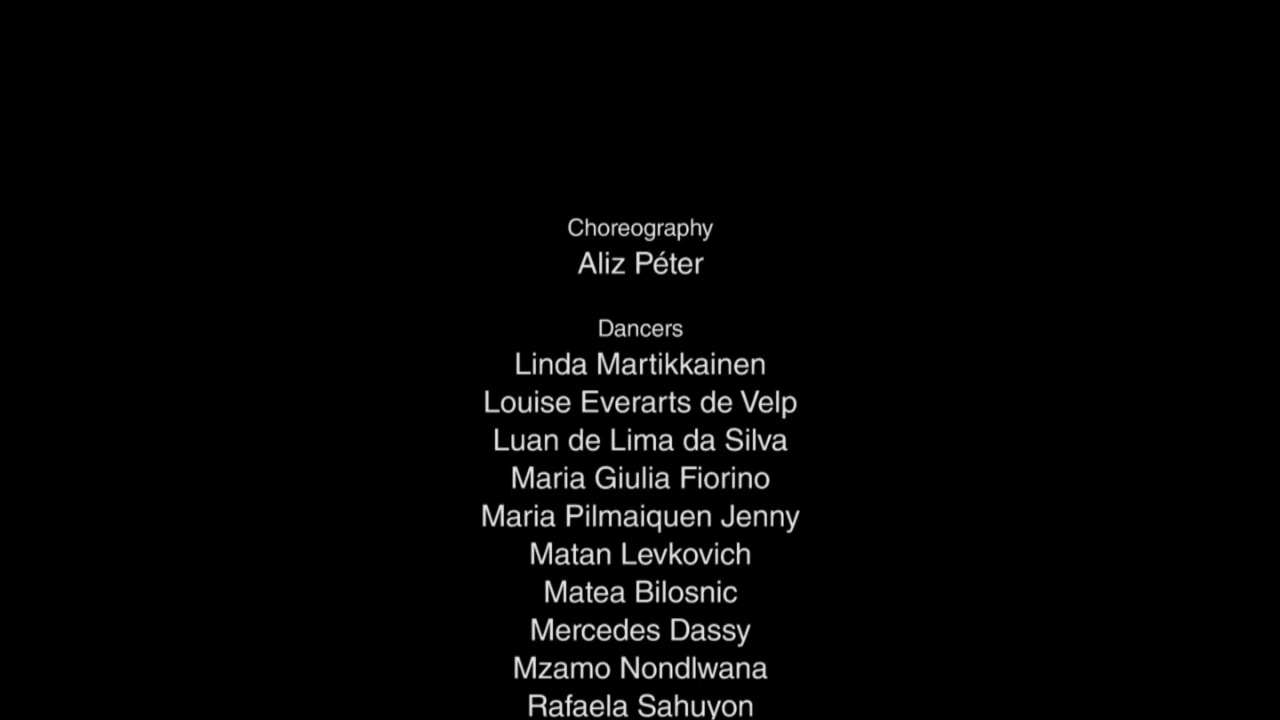 Choreography
Aliz Péter
Dancers
Linda Martikkainen
Louise Everarts de Velp
Luan de Lima da Silva
Maria Giulia Fiorino
Maria Pilmaiquen Jenny
Matan Levkovich
Matea Bilosnic
Mercedes Dassy
Mzamo Nondlwana
Rafaela Sahuyon